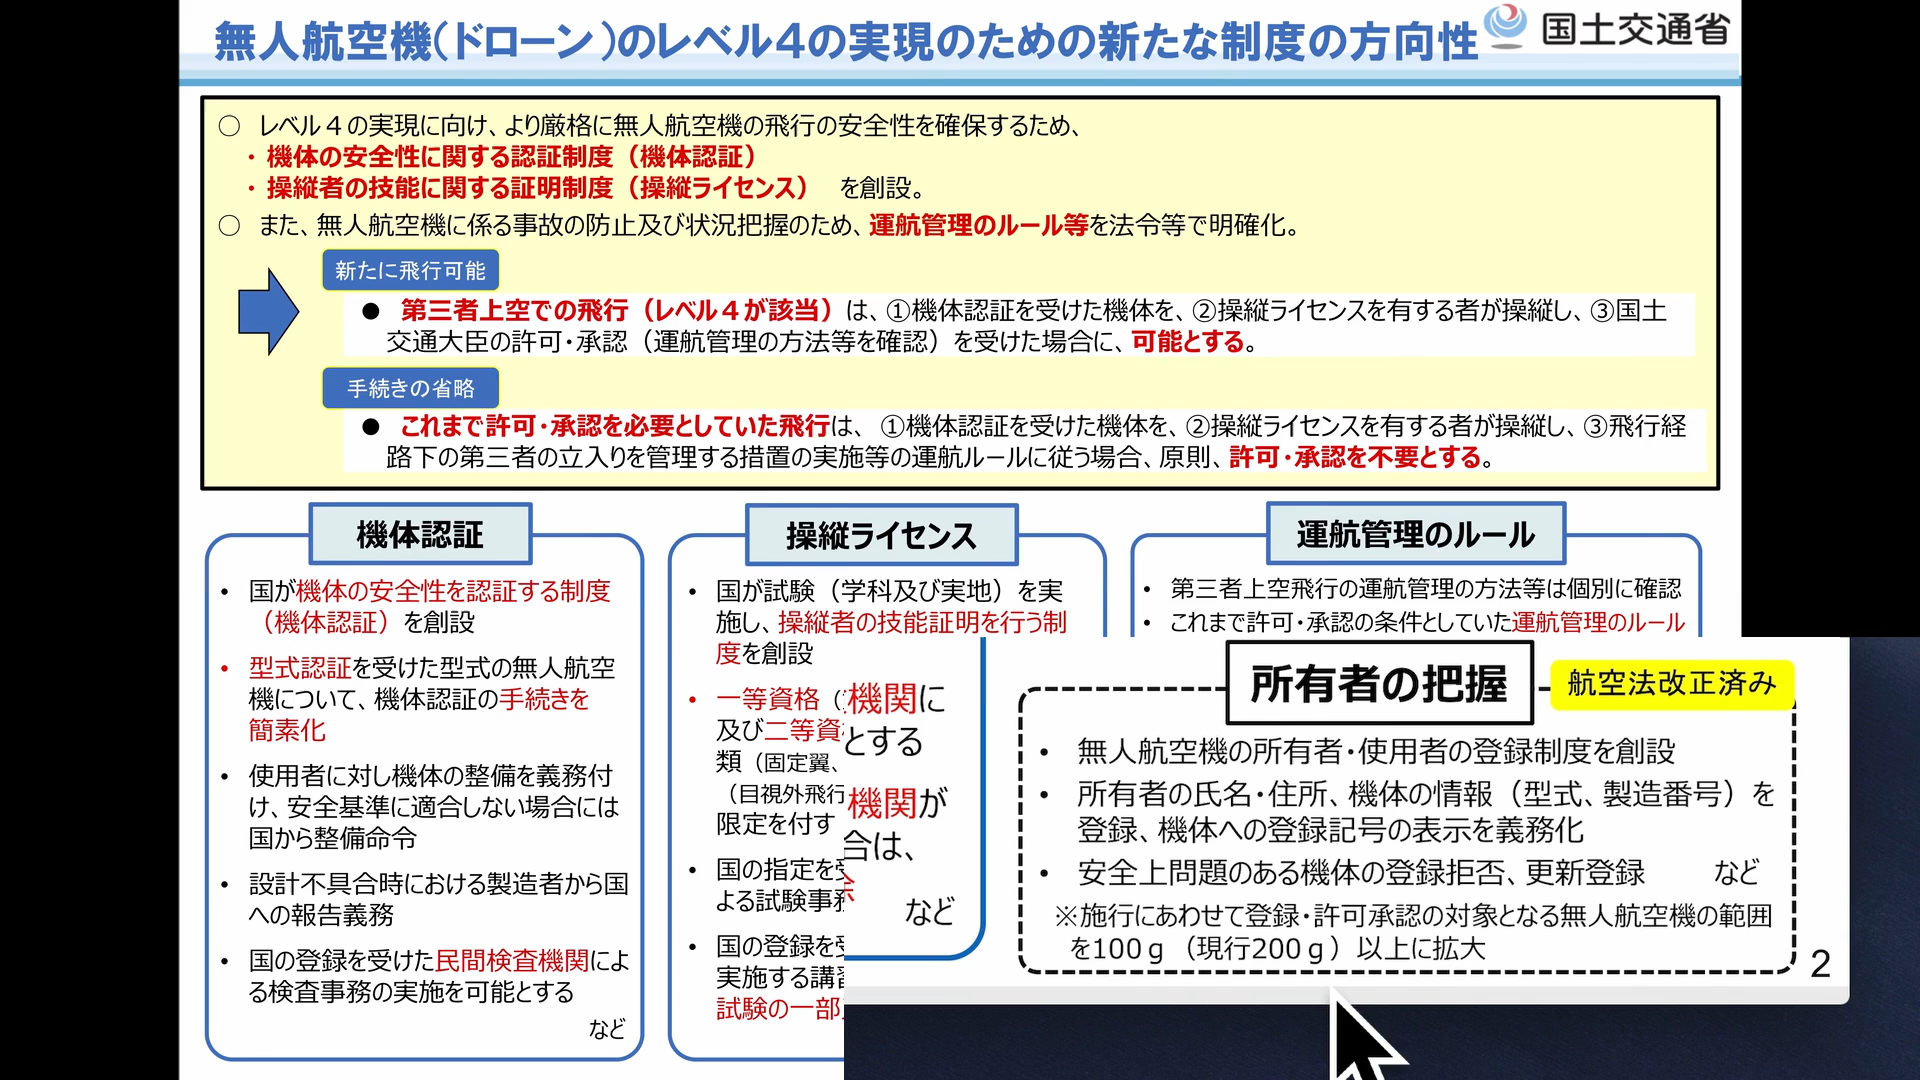 無人航空機(ドローン)のレベル4の実現のための新たな制度の方向性
国土交通省
○ レベル４の実現に向け、より厳格に無人航空機の飛行の安全性を確保するため、
・機体の安全性に関する認証制度（機体認証）
・操縦者の技能に関する証明制度（操縦ライセンス） を創設。
○ また、無人航空機に係る事故の防止及び状況把握のため、運航管理のルール等を法令等で明確化。
新たに飛行可能
● 第三者上空での飛行（レベル４が該当）は、①機体認証を受けた機体を、②操縦ライセンスを有する者が操縦し、③国土
交通大臣の許可・承認（運航管理の方法等を確認）を受けた場合に、可能とする。
手続きの省略
● これまで許可・承認を必要としていた飛行は、 ①機体認証を受けた機体を、②操縦ライセンスを有する者が操縦し、③飛行経
路下の第三者の立入りを管理する措置の実施等の運航ルールに従う場合、原則、許可・承認を不要とする。
機体認証
• 国が機体の安全性を認証する制度
（機体認証）を創設
• 型式認証を受けた型式の無人航空
機について、機体認証の手続きを
簡素化
• 使用者に対し機体の整備を義務付
け、安全基準に適合しない場合には
国から整備命令
• 設計不具合時における製造者から国
への報告義務
• 国の登録を受けた民間検査機関によ
る検査事務の実施を可能とする
など
操縦ライセンス
• 国が試験（学科及び実地）を実
施し、操縦者の技能証明を行う制
度を創設
• 一等資格（
及び二等資
類（固定翼、
（目視外飛行
限定を付す
• 国の指定を受
よる試験事務
• 国の登録を受
実施する講習
試験の一部
機関に
とする
機関が
合は、
など
運航管理のルール
• 第三者上空飛行の運航管理の方法等は個別に確認
• これまで許可・承認の条件としていた運航管理のルール
所有者の把握
航空法改正済み
• 無人航空機の所有者・使用者の登録制度を創設
• 所有者の氏名・住所、機体の情報（型式、製造番号）を
登録、機体への登録記号の表示を義務化
• 安全上問題のある機体の登録拒否、更新登録 など
※施行にあわせて登録・許可承認の対象となる無人航空機の範囲
を100ｇ（現行200ｇ）以上に拡大
2